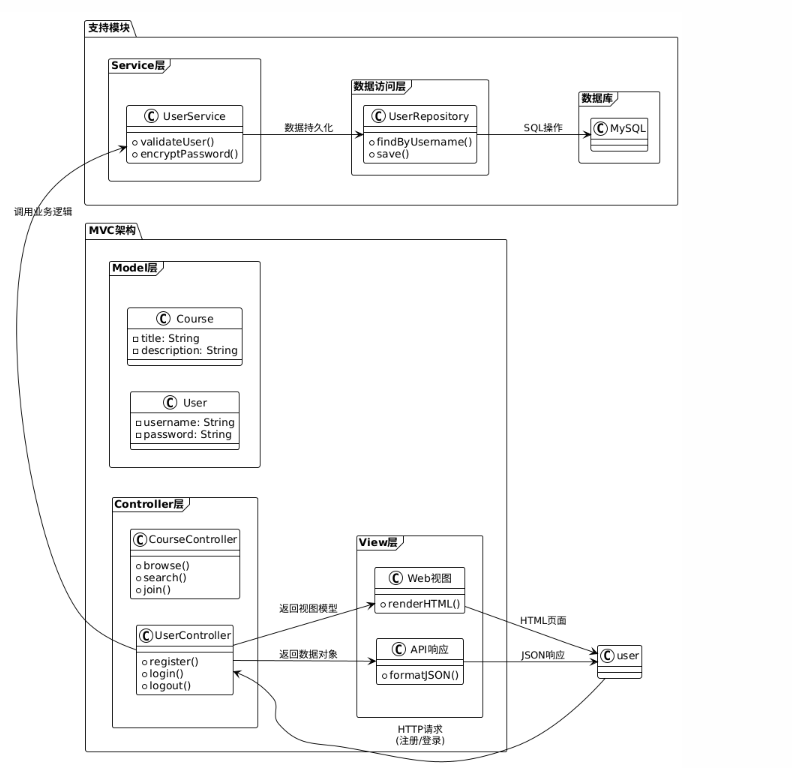 支持模块
Service层
C UserService
validateUser()
encryptPassword()
数据持久化
数据访问层
C UserRepository
findByUsername()
save()
SQL操作
数据库
C MySQL
调用业务逻辑
MVC架构
Model层
C Course
title: String
description: String
C User
username: String
password: String
Controller层
C CourseController
browse()
search()
join()
C UserController
register()
login()
logout()
返回视图模型
返回数据对象
View层
C Web视图
renderHTML()
C API响应
formatJSON()
HTML页面
JSON响应
C user
HTTP请求
(注册/登录)